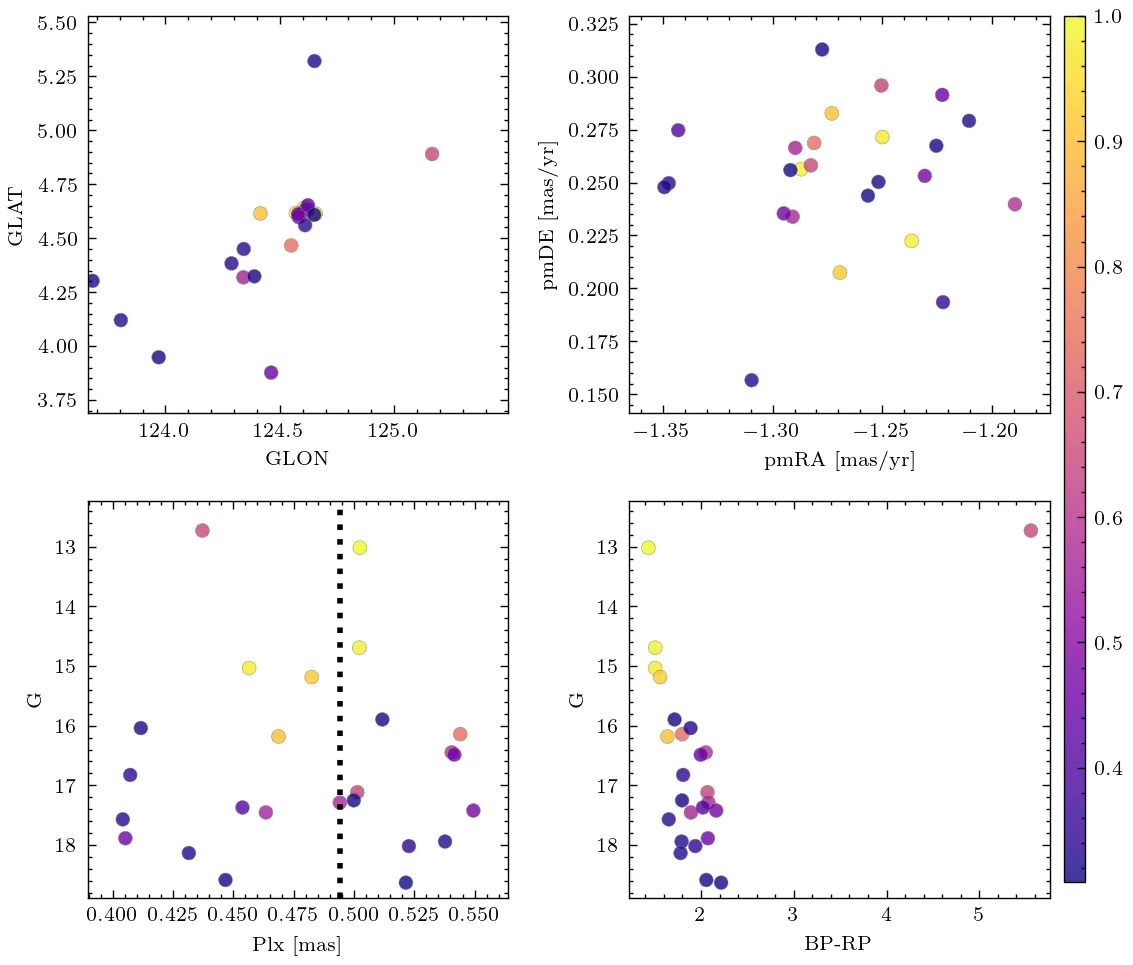 5.50
5.25
5.00
4.75
4.50
4.25
4.00
3.75
GLAT
124.0 124.5 125.0
GLON
0.325
0.300
0.275
0.250
0.225
0.200
0.175
0.150
pmDE [mas/yr]
−1.35 −1.30 −1.25 −1.20
pmRA [mas/yr]
1.0
0.9
0.8
0.7
0.6
0.5
0.4
13
14
15
16
17
18
G
0.400 0.425 0.450 0.475 0.500 0.525 0.550
Plx [mas]
13
14
15
16
17
18
G
2 3 4 5
BP-RP